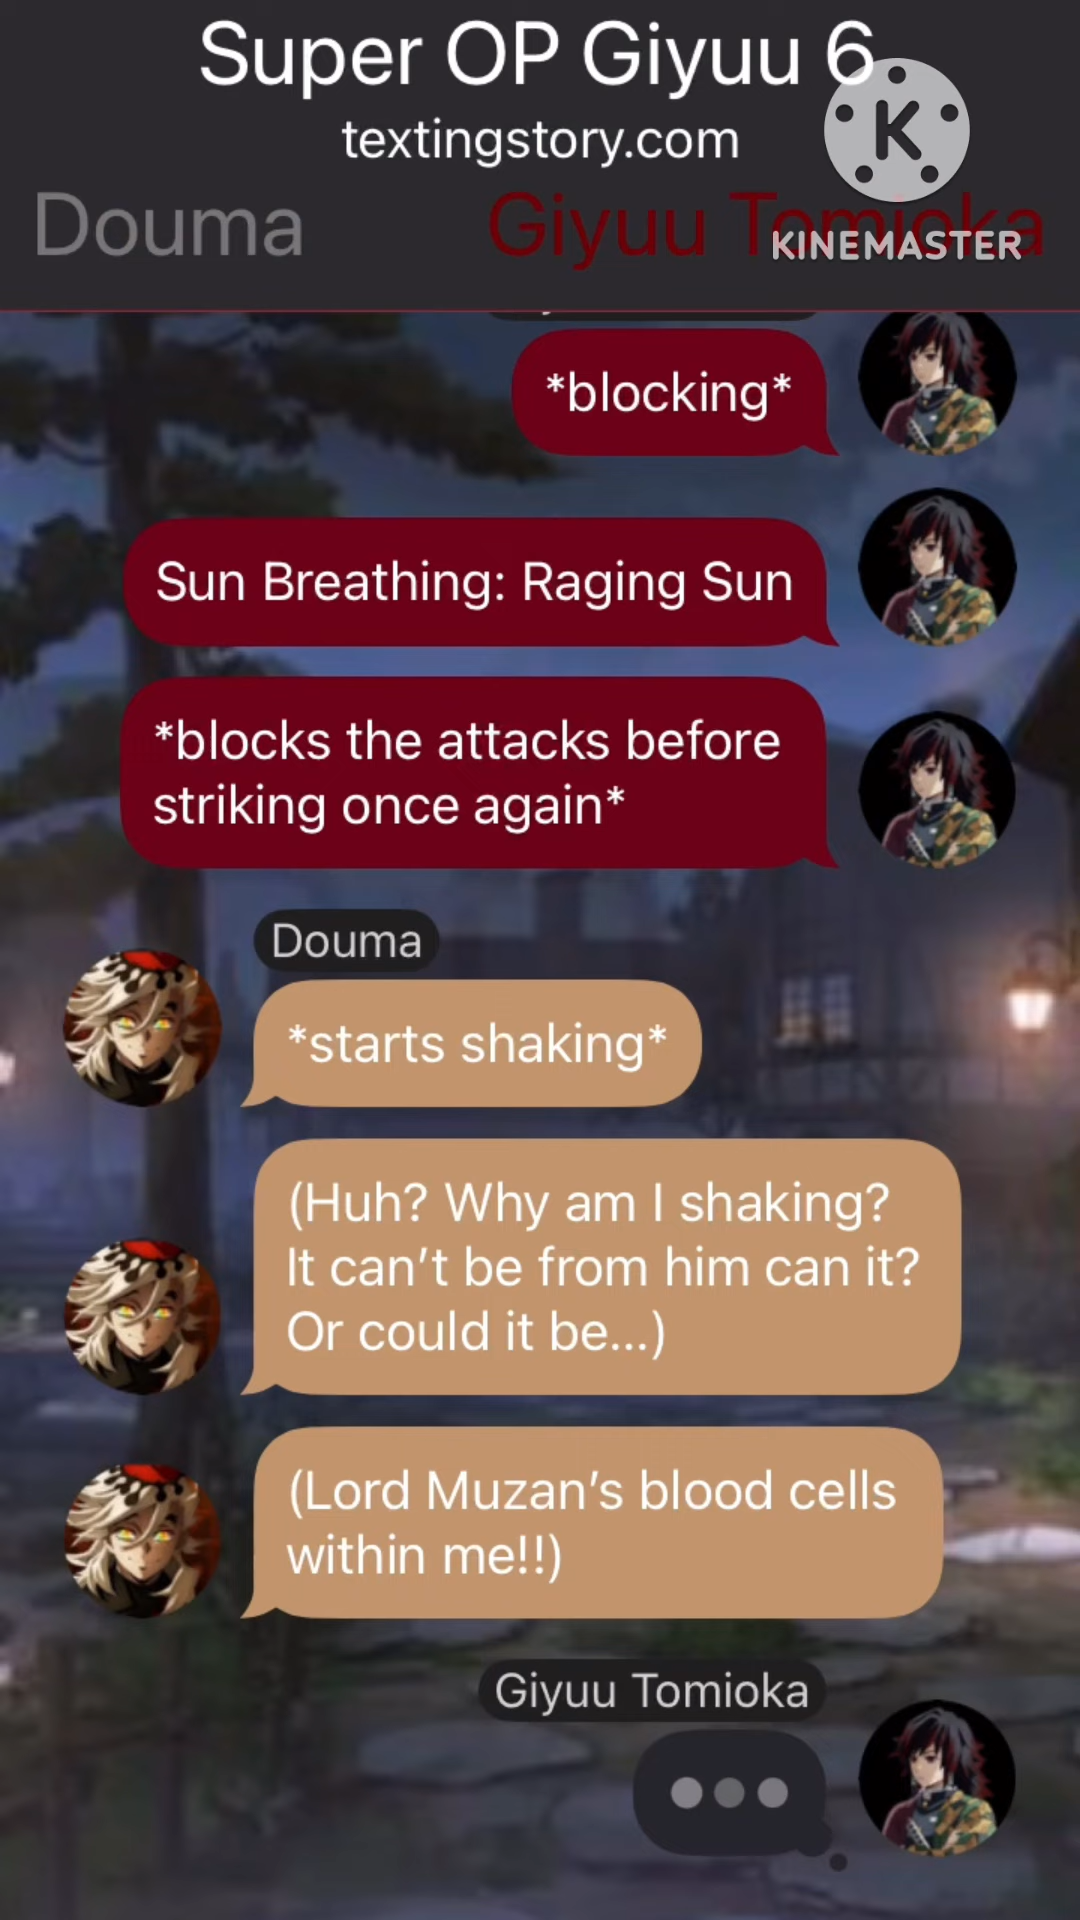 Super OP Giyuu 6
textingstory.com
K
Douma
Giyuu Tomioka
KINEMASTER
*blocking*
Sun Breathing: Raging Sun
*blocks the attacks before
striking once again*
Douma
*starts shaking*
(Huh? Why am I shaking?
It can’t be from him can it?
Or could it be...)
(Lord Muzan’s blood cells
within me!!)
Giyuu Tomioka